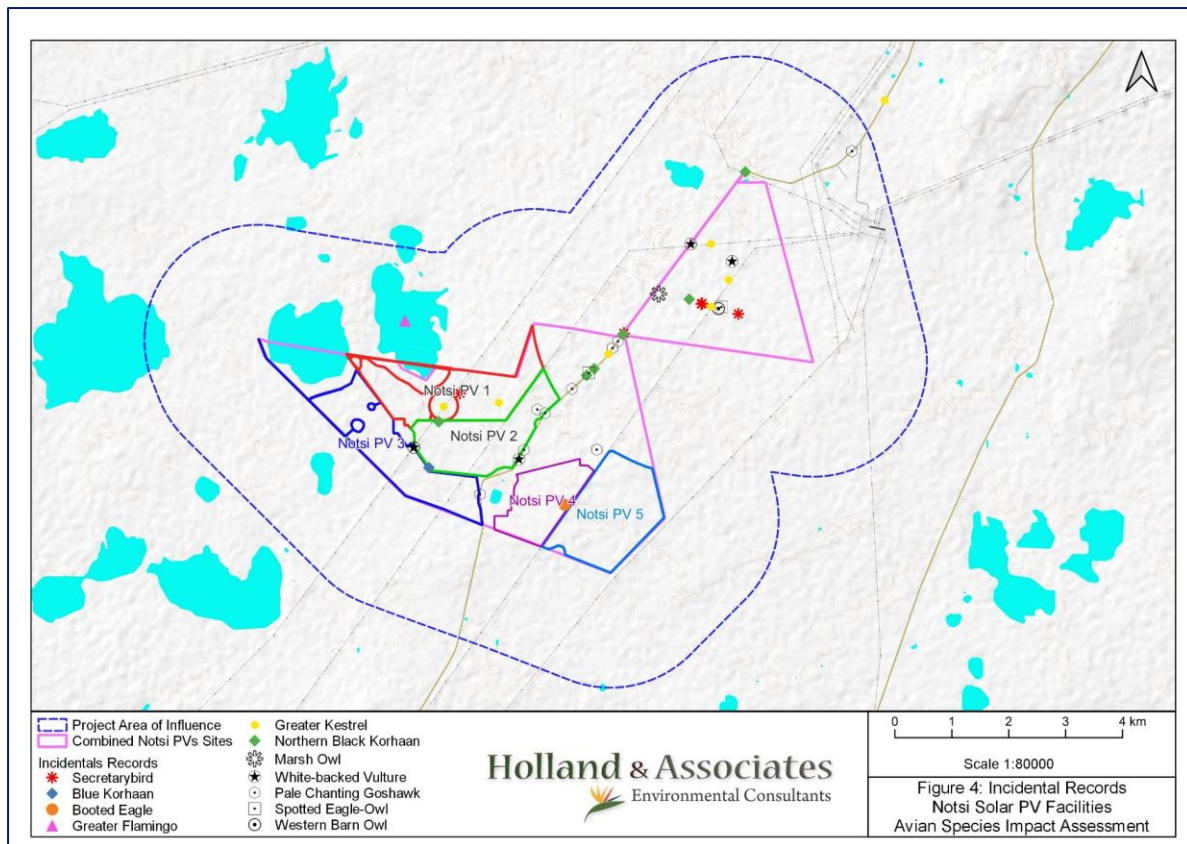 Notsi PV 1
Notsi PV 2
Notsi PV 3
Notsi PV 4
Notsi PV 5
Project Area of Influence
Combined Notsi PVs Sites
Incidentals Records
Secretarybird
Blue Korhaan
Booted Eagle
Greater Flamingo
Greater Kestrel
Northern Black Korhaan
Marsh Owl
White-backed Vulture
Pale Chanting Goshawk
Spotted Eagle-Owl
Western Barn Owl
Holland & Associates
Environmental Consultants
0 1 2 3 4 km
Scale 1:80000
Figure 4: Incidental Records
Notsi Solar PV Facilities
Avian Species Impact Assessment